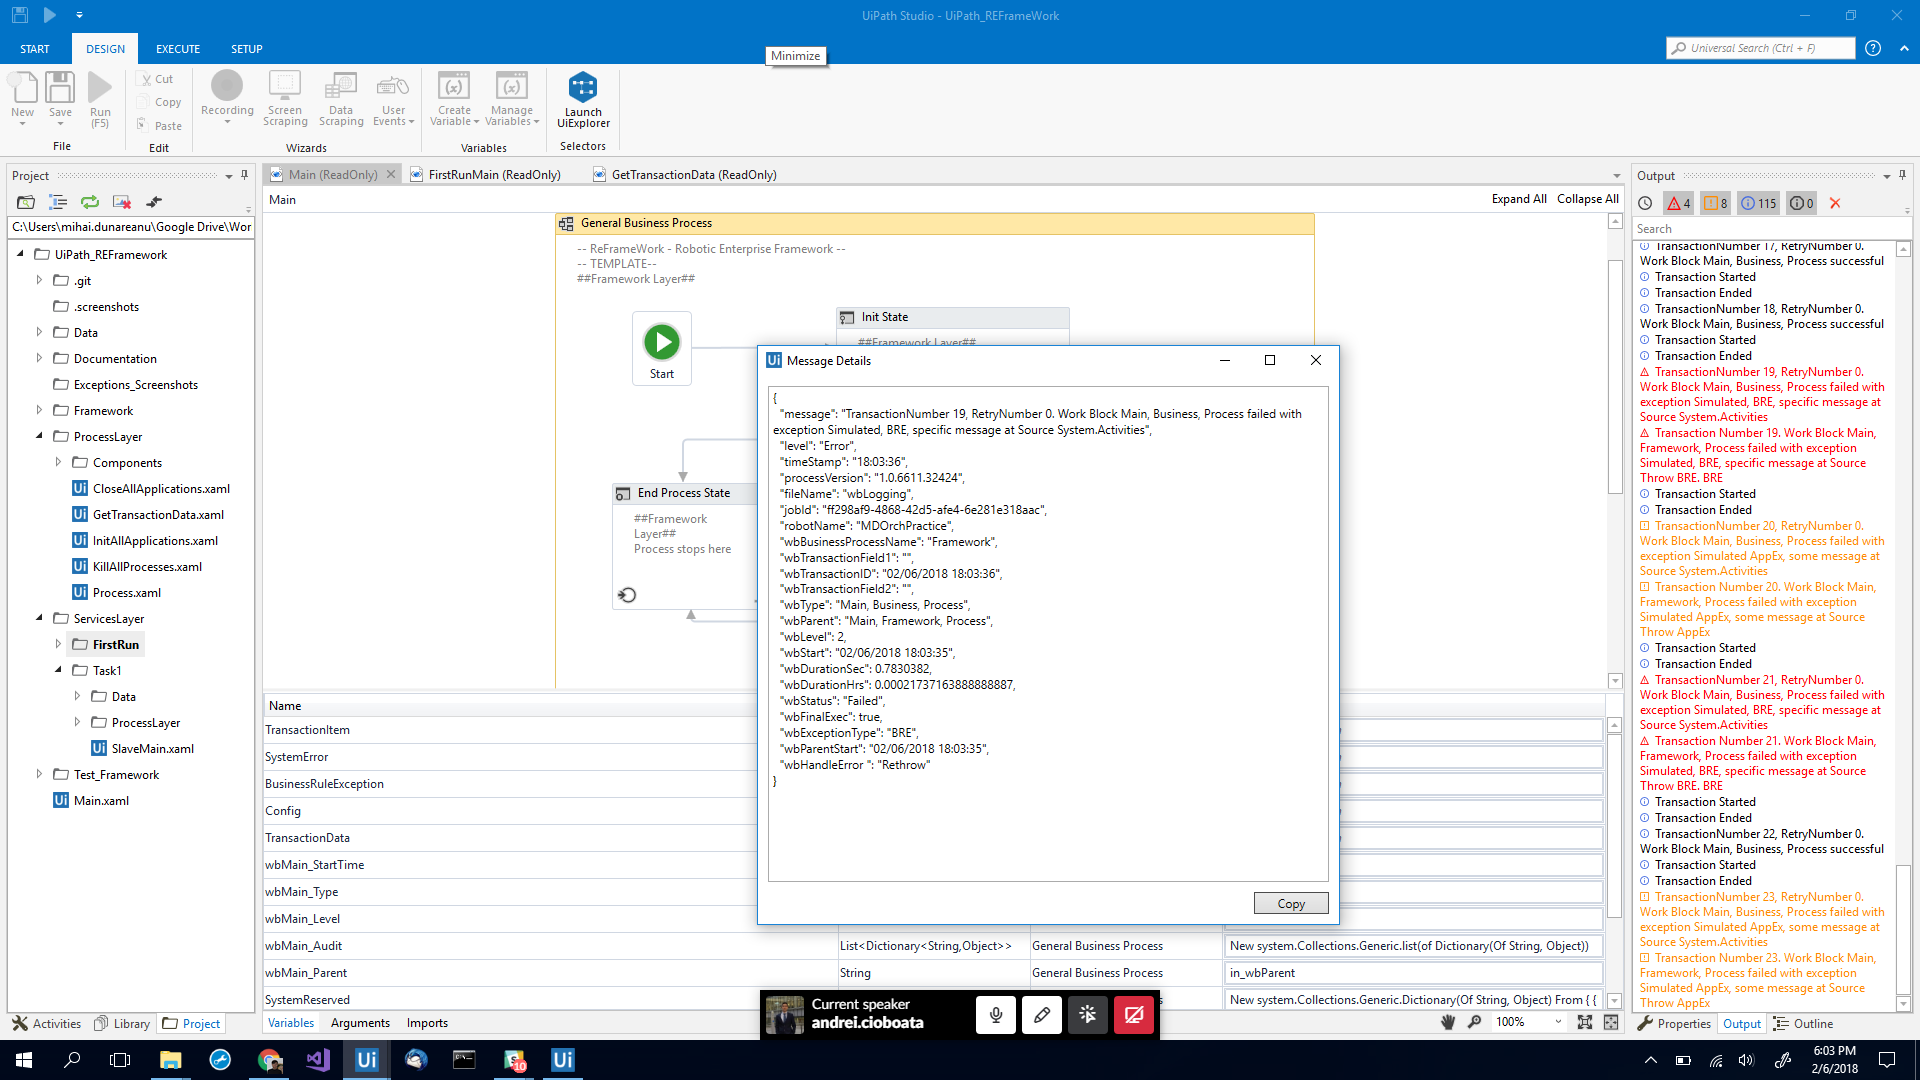 UiPath Studio - UiPath_REFrameWork
START
DESIGN
EXECUTE
SETUP
Minimize
Universal Search (Ctrl + F)
New
Save
Run
(F5)
File
Cut
Copy
Paste
Edit
Recording
Screen
Scraping
Data
Scraping
User
Events
Wizards
Create
Variable
Manage
Variables
Variables
Launch
UiExplorer
Selectors
Project
C:\Users\mihai.dunareanu\Google Drive\Wor
UiPath_REFramework
.git
.screenshots
Data
Documentation
Exceptions_Screenshots
Framework
ProcessLayer
Components
CloseAllApplications.xaml
GetTransactionData.xaml
InitAllApplications.xaml
KillAllProcesses.xaml
Process.xaml
ServicesLayer
FirstRun
Task1
Data
ProcessLayer
SlaveMain.xaml
Test_Framework
Main.xaml
Activities
Library
Project
Main (ReadOnly)
FirstRunMain (ReadOnly)
GetTransactionData (ReadOnly)
Main
Expand All
Collapse All
General Business Process
-- ReFrameWork - Robotic Enterprise Framework --
-- TEMPLATE--
##Framework Layer##
Start
Init State
##Framework Layer##
End Process State
##Framework
Layer##
Process stops here
Message Details
{
"message": "TransactionNumber 19, RetryNumber 0. Work Block Main, Business, Process failed with
exception Simulated, BRE, specific message at Source System.Activities",
"level": "Error",
"timeStamp": "18:03:36",
"processVersion": "1.0.6611.32424",
"fileName": "wbLogging",
"jobId": "ff298af9-4868-42d5-afe4-6e281e318aac",
"robotName": "MDOrchPractice",
"wbBusinessProcessName": "Framework",
"wbTransactionField1": "",
"wbTransactionID": "02/06/2018 18:03:36",
"wbTransactionField2": "",
"wbType": "Main, Business, Process",
"wbParent": "Main, Framework, Process",
"wbLevel": 2,
"wbStart": "02/06/2018 18:03:35",
"wbDurationSec": 0.7830382,
"wbDurationHrs": 0.00021737163888888887,
"wbStatus": "Failed",
"wbFinalExec": true,
"wbExceptionType": "BRE",
"wbParentStart": "02/06/2018 18:03:35",
"wbHandleError ": "Rethrow"
}
Copy
Name
TransactionItem
SystemError
BusinessRuleException
Config
TransactionData
wbMain_StartTime
wbMain_Type
wbMain_Level
wbMain_Audit
List<Dictionary<String,Object>>
General Business Process
New system.Collections.Generic.list(of Dictionary(Of String, Object))
wbMain_Parent
String
General Business Process
in_wbParent
SystemReserved
New system.Collections.Generic.Dictionary(Of String, Object) From { {
Variables
Arguments
Imports
100%
Current speaker
andrei.cioboata
Output
4
8
115
0
Search
TransactionNumber 17, RetryNumber 0.
Work Block Main, Business, Process successful
Transaction Started
Transaction Ended
TransactionNumber 18, RetryNumber 0.
Work Block Main, Business, Process successful
Transaction Started
Transaction Ended
TransactionNumber 19, RetryNumber 0.
Work Block Main, Business, Process failed with
exception Simulated, BRE, specific message at
Source System.Activities
Transaction Number 19. Work Block Main,
Framework, Process failed with exception
Simulated, BRE, specific message at Source
Throw BRE. BRE
Transaction Started
Transaction Ended
TransactionNumber 20, RetryNumber 0.
Work Block Main, Business, Process failed with
exception Simulated AppEx, some message at
Source System.Activities
Transaction Number 20. Work Block Main,
Framework, Process failed with exception
Simulated AppEx, some message at Source
Throw AppEx
Transaction Started
Transaction Ended
TransactionNumber 21, RetryNumber 0.
Work Block Main, Business, Process failed with
exception Simulated, BRE, specific message at
Source System.Activities
Transaction Number 21. Work Block Main,
Framework, Process failed with exception
Simulated, BRE, specific message at Source
Throw BRE. BRE
Transaction Started
Transaction Ended
TransactionNumber 22, RetryNumber 0.
Work Block Main, Business, Process successful
Transaction Started
Transaction Ended
TransactionNumber 23, RetryNumber 0.
Work Block Main, Business, Process failed with
exception Simulated AppEx, some message at
Source System.Activities
Transaction Number 23. Work Block Main,
Framework, Process failed with exception
Simulated AppEx, some message at Source
Throw AppEx
Properties
Output
Outline
10
6:03 PM
2/6/2018